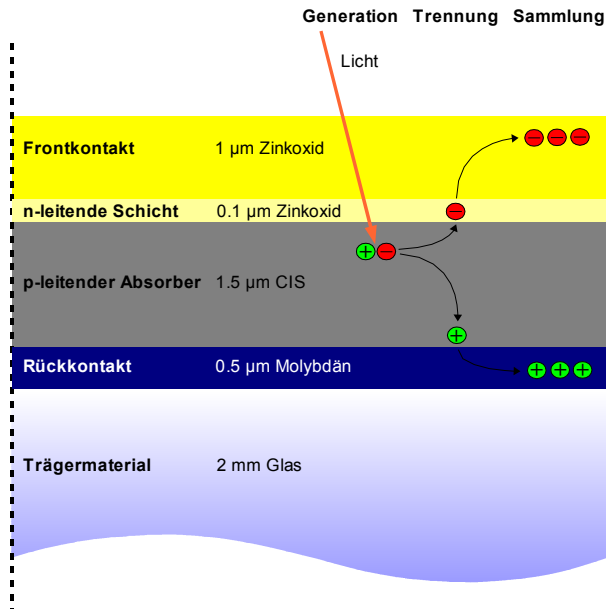 Generation Trennung Sammlung
Licht
Frontkontakt 1 µm Zinkoxid
n-leitende Schicht 0.1 µm Zinkoxid
p-leitender Absorber 1.5 µm CIS
Rückkontakt 0.5 µm Molybdän
Trägermaterial 2 mm Glas